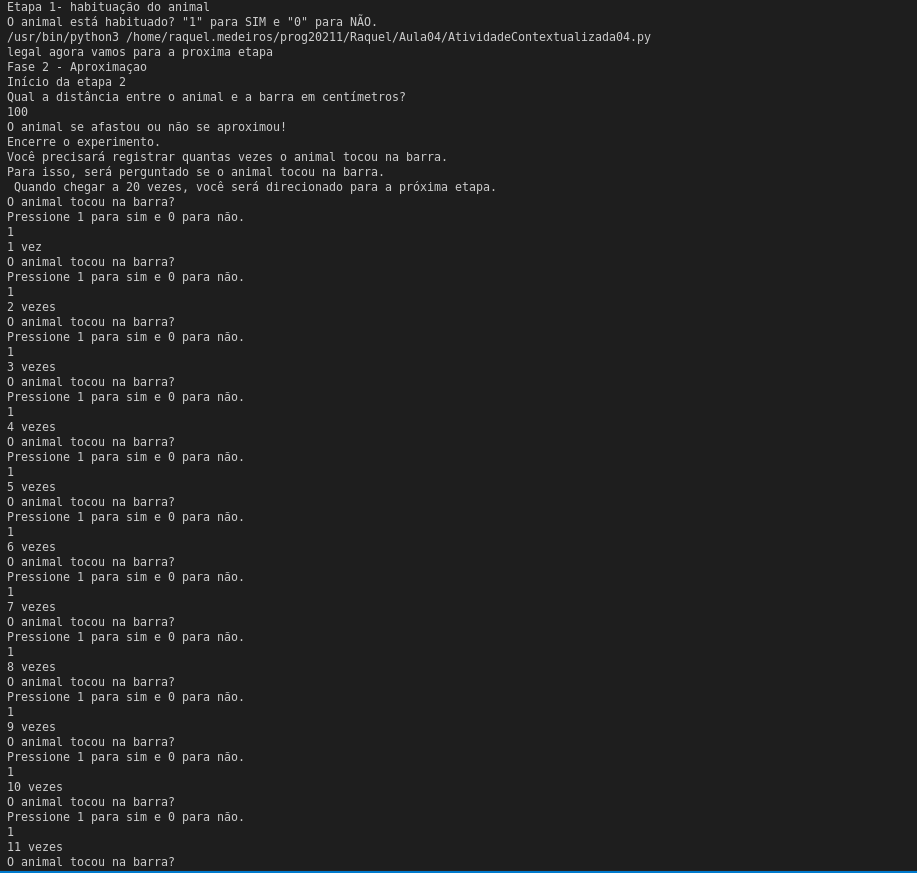 Etapa 1- habituação do animal
O animal está habituado? "1" para SIM e "0" para NÃO.
/usr/bin/python3 /home/raquel.medeiros/prog20211/Raquel/Aula04/AtividadeContextualizada04.py
legal agora vamos para a proxima etapa
Fase 2 - Aproximaçao
Início da etapa 2
Qual a distância entre o animal e a barra em centímetros?
100
O animal se afastou ou não se aproximou!
Encerre o experimento.
Você precisará registrar quantas vezes o animal tocou na barra.
Para isso, será perguntado se o animal tocou na barra.
 Quando chegar a 20 vezes, você será direcionado para a próxima etapa.
O animal tocou na barra?
Pressione 1 para sim e 0 para não.
1
1 vez
O animal tocou na barra?
Pressione 1 para sim e 0 para não.
1
2 vezes
O animal tocou na barra?
Pressione 1 para sim e 0 para não.
1
3 vezes
O animal tocou na barra?
Pressione 1 para sim e 0 para não.
1
4 vezes
O animal tocou na barra?
Pressione 1 para sim e 0 para não.
1
5 vezes
O animal tocou na barra?
Pressione 1 para sim e 0 para não.
1
6 vezes
O animal tocou na barra?
Pressione 1 para sim e 0 para não.
1
7 vezes
O animal tocou na barra?
Pressione 1 para sim e 0 para não.
1
8 vezes
O animal tocou na barra?
Pressione 1 para sim e 0 para não.
1
9 vezes
O animal tocou na barra?
Pressione 1 para sim e 0 para não.
1
10 vezes
O animal tocou na barra?
Pressione 1 para sim e 0 para não.
1
11 vezes
O animal tocou na barra?